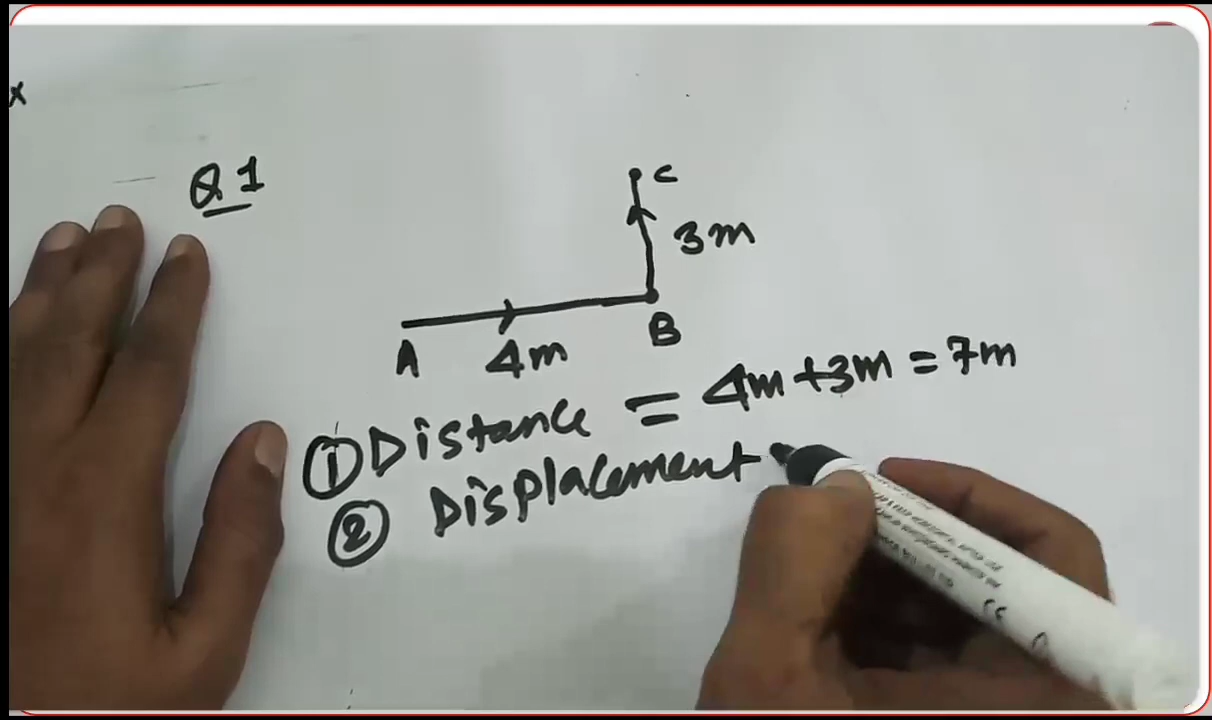 x
Q1
C
3m
A 4m B
① Distance = 4m+3m = 7m
② Displacement